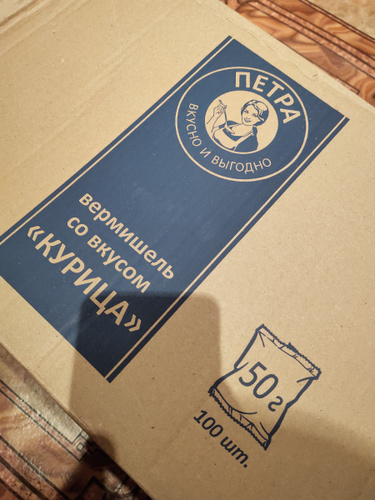 ПЕТРА
ВКУСНО И ВЫГОДНО
вермишель
со вкусом
«КУРИЦА»
50 г
100 шт.